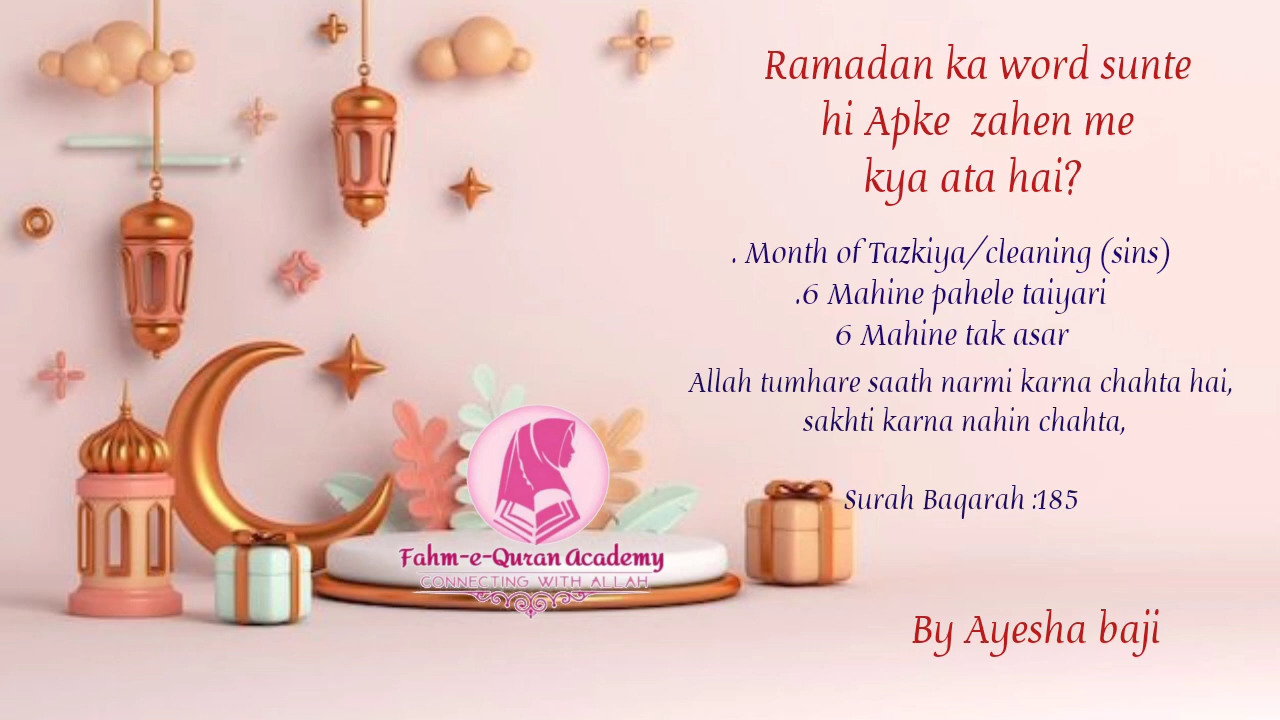 Ramadan ka word sunte
hi Apke zahen me
kya ata hai?
. Month of Tazkiya/cleaning (sins)
.6 Mahine pahele taiyari
6 Mahine tak asar
Allah tumhare saath narmi karna chahta hai,
sakhti karna nahin chahta,
Surah Baqarah :185
Fahm-e-Quran Academy
CONNECTING WITH ALLAH
By Ayesha baji